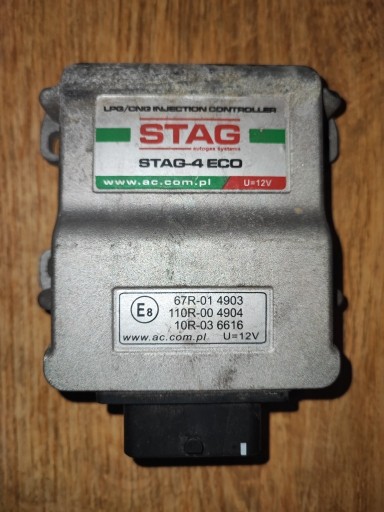 LPG/CNG INJECTION CONTROLLER
STAG
autogas systems
STAG-4 ECO
www.ac.com.pl U=12V
E8
67R-01 4903
110R-00 4904
10R-03 6616
www.ac.com.pl U=12V